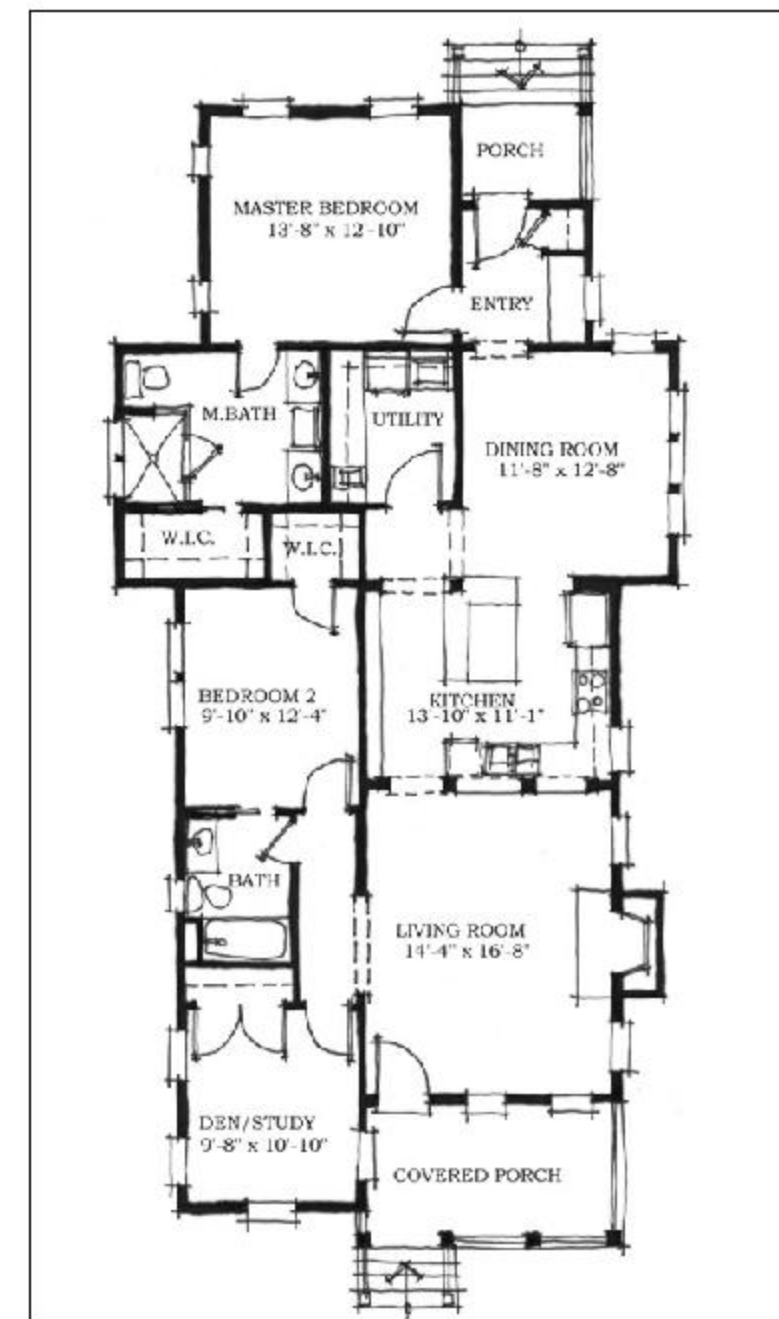 PORCH
MASTER BEDROOM
13'-8" x 12'-10"
ENTRY
M.BATH
UTILITY
DINING ROOM
11'-8" x 12'-8"
W.I.C.
W.I.C.
BEDROOM 2
9'-10" x 12'-4"
KITCHEN
13'-10" x 11'-1"
BATH
LIVING ROOM
14'-4" x 16'-8"
DEN/STUDY
9'-8" x 10'-10"
COVERED PORCH